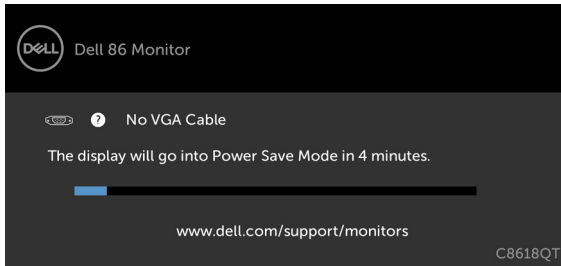 DELL
Dell 86 Monitor
? No VGA Cable
The display will go into Power Save Mode in 4 minutes.
www.dell.com/support/monitors
C8618QT